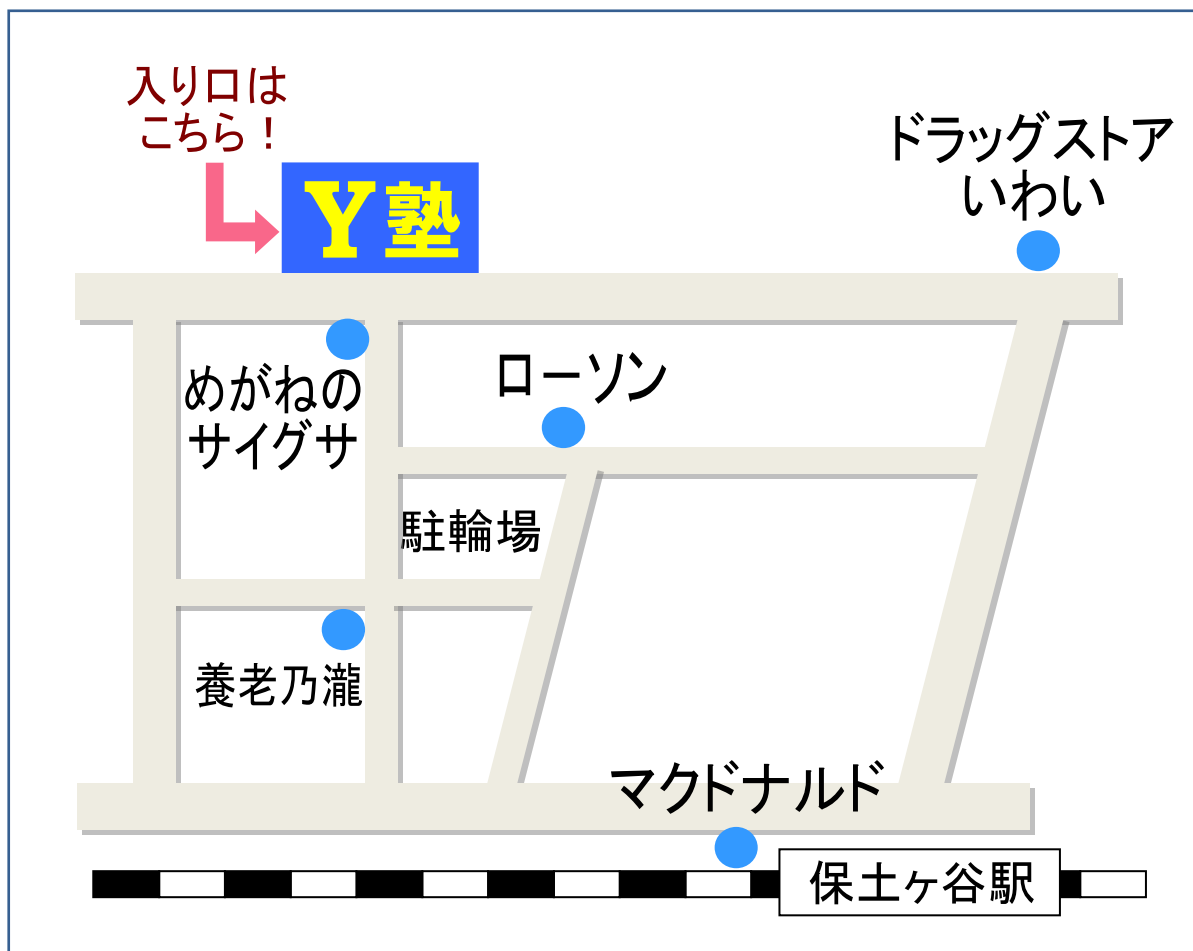 入り口は
こちら！
Y塾
ドラッグストア
いわい
めがねの
サイグサ
ローソン
駐輪場
養老乃瀧
マクドナルド
保土ヶ谷駅